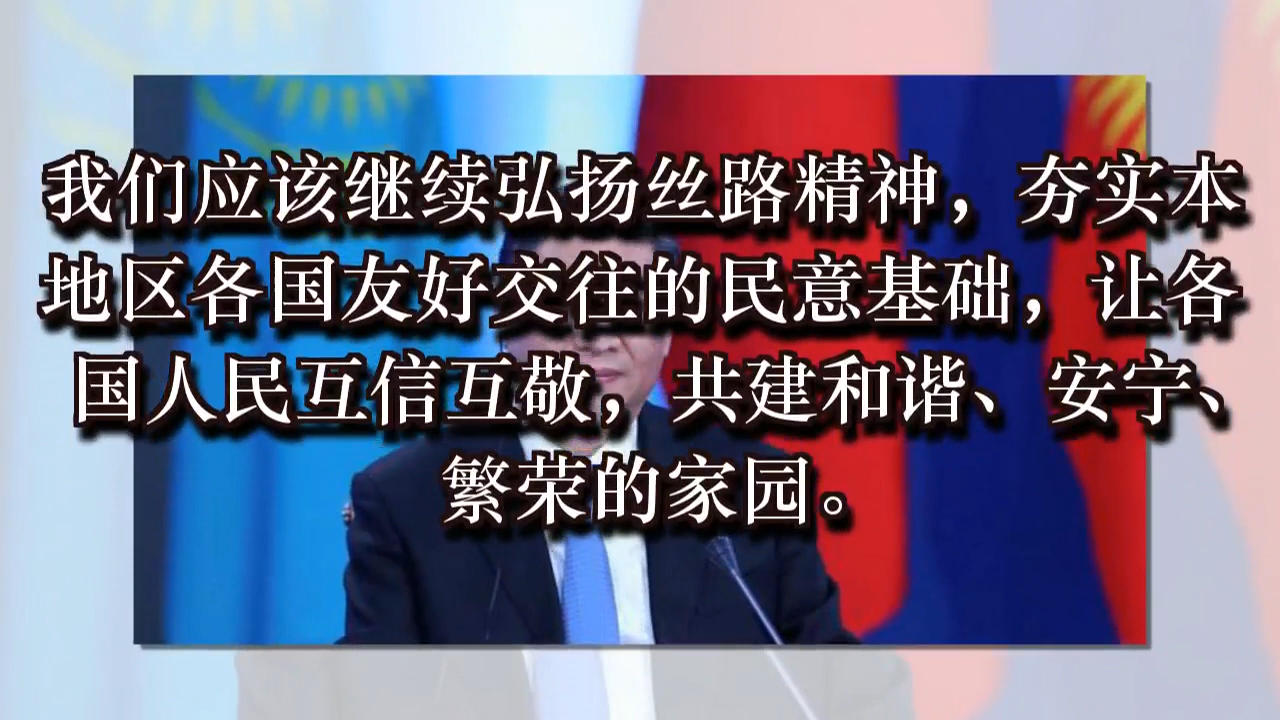 我们应该继续弘扬丝路精神，夯实本
地区各国友好交往的民意基础，让各
国人民互信互敬，共建和谐、安宁、
繁荣的家园。